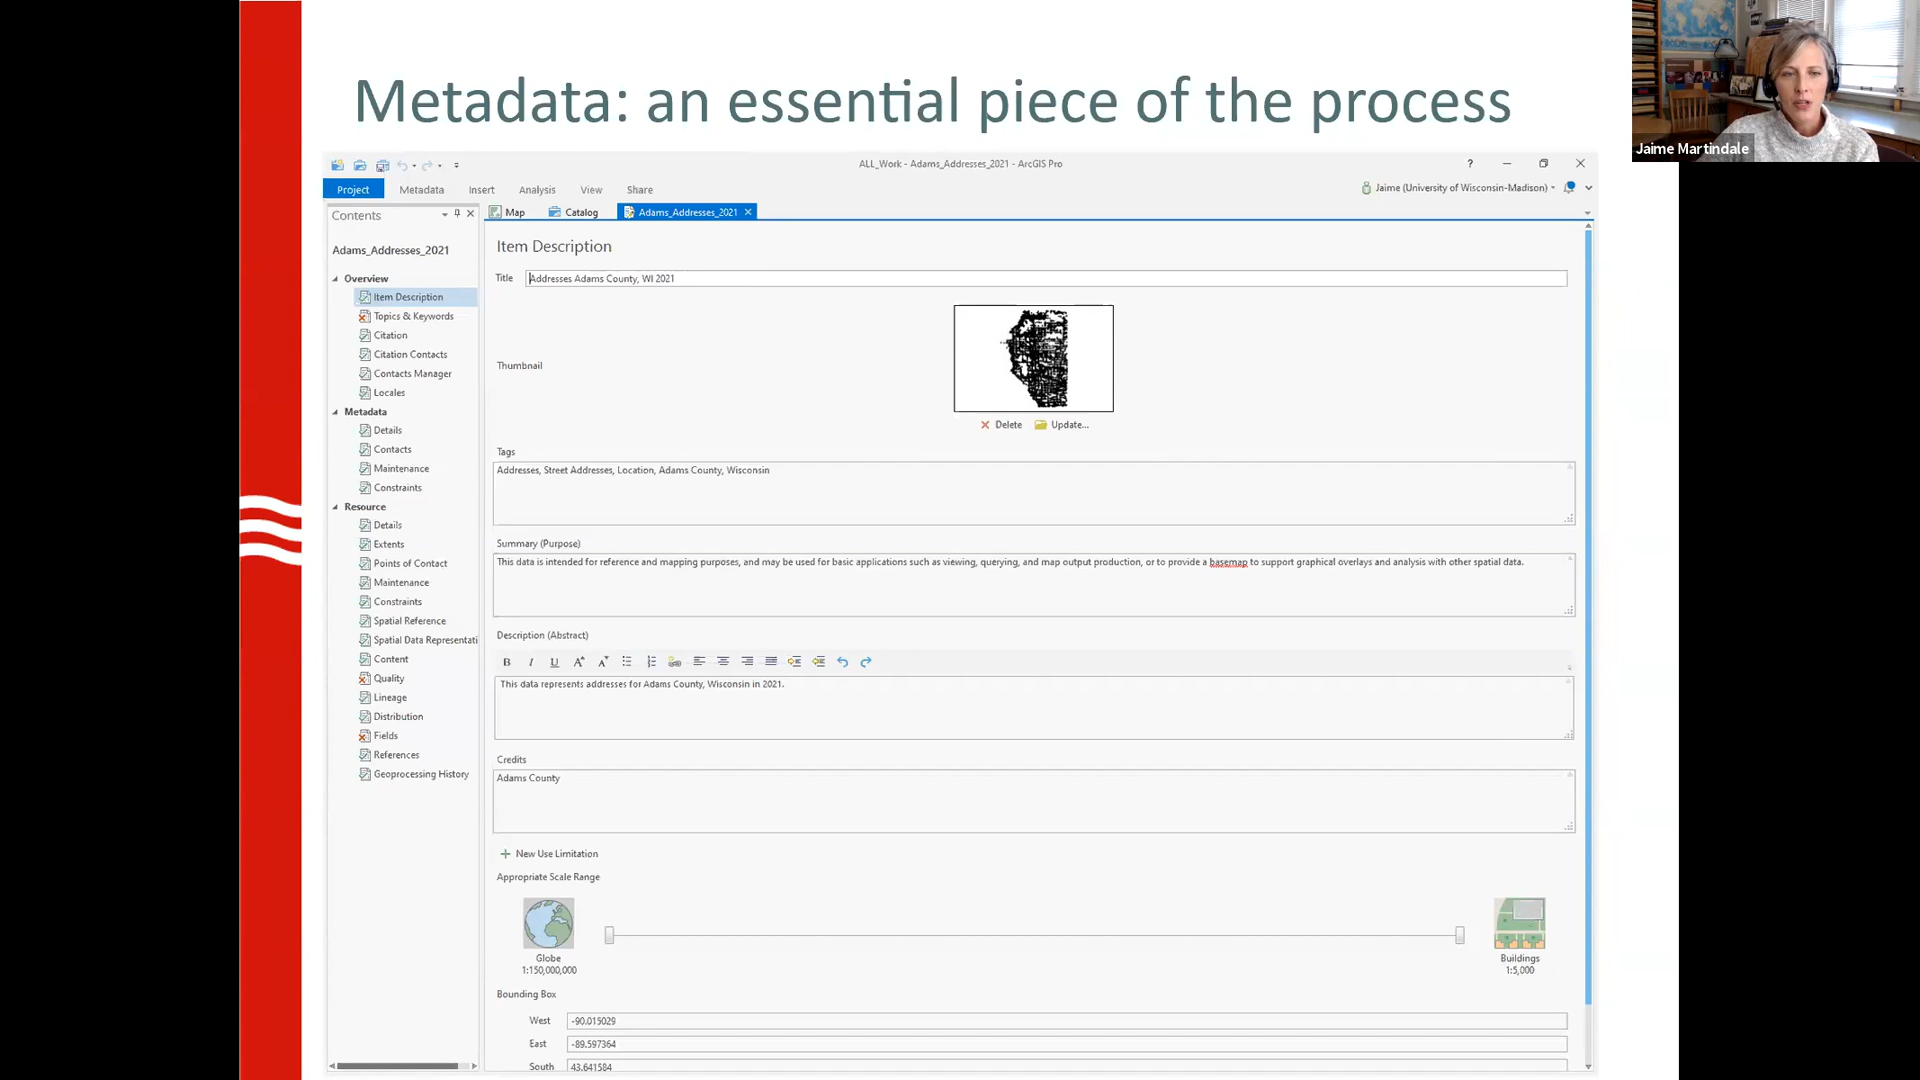 Metadata: an essential piece of the process
Jaime Martindale
ALL_Work - Adams_Addresses_2021 - ArcGIS Pro
?
Project Metadata Insert Analysis View Share
Jaime (University of Wisconsin-Madison)
Contents
Map Catalog Adams_Addresses_2021
Adams_Addresses_2021
Overview
Item Description
Topics & Keywords
Citation
Citation Contacts
Contacts Manager
Locales
Metadata
Details
Contacts
Maintenance
Constraints
Resource
Details
Extents
Points of Contact
Maintenance
Constraints
Spatial Reference
Spatial Data Representati
Content
Quality
Lineage
Distribution
Fields
References
Geoprocessing History
Item Description
Title Addresses Adams County, WI 2021
Thumbnail
Delete Update...
Tags
Addresses, Street Addresses, Location, Adams County, Wisconsin
Summary (Purpose)
This data is intended for reference and mapping purposes, and may be used for basic applications such as viewing, querying, and map output production, or to provide a basemap to support graphical overlays and analysis with other spatial data.
Description (Abstract)
B I U A A
This data represents addresses for Adams County, Wisconsin in 2021.
Credits
Adams County
New Use Limitation
Appropriate Scale Range
Globe
1:150,000,000
Buildings
1:5,000
Bounding Box
West -90.015029
East -89.597364
South 43.641584